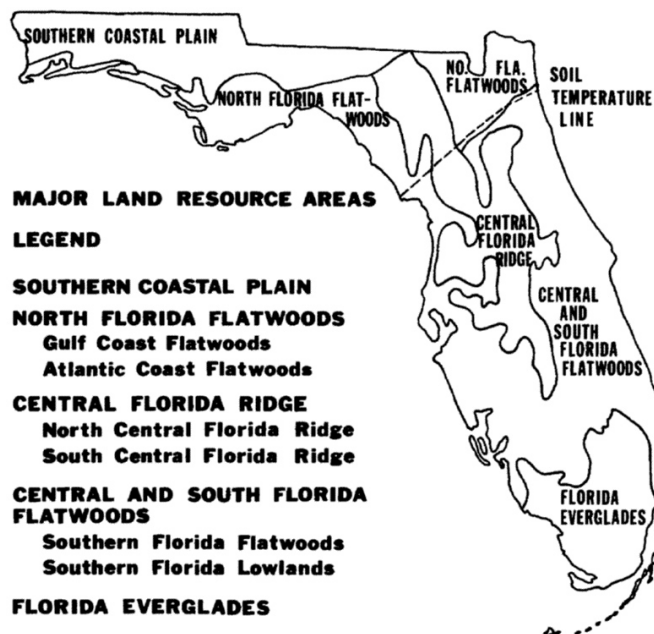 SOUTHERN COASTAL PLAIN
NO. FLA.
FLATWOODS
SOIL
TEMPERATURE
LINE
NORTH FLORIDA FLAT-
WOODS
MAJOR LAND RESOURCE AREAS
LEGEND
CENTRAL
FLORIDA
RIDGE
SOUTHERN COASTAL PLAIN
NORTH FLORIDA FLATWOODS
Gulf Coast Flatwoods
Atlantic Coast Flatwoods
CENTRAL
AND
SOUTH
FLORIDA
FLATWOODS
CENTRAL FLORIDA RIDGE
North Central Florida Ridge
South Central Florida Ridge
CENTRAL AND SOUTH FLORIDA
FLATWOODS
Southern Florida Flatwoods
Southern Florida Lowlands
FLORIDA
EVERGLADES
FLORIDA EVERGLADES